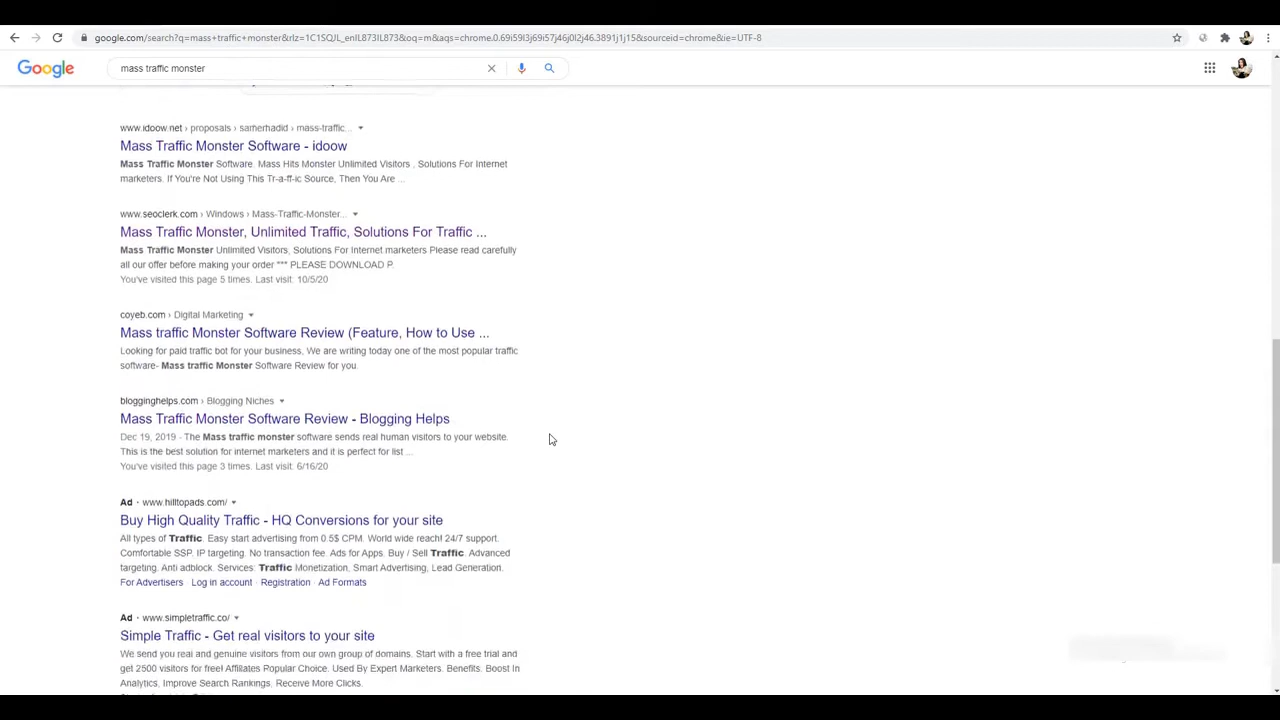 google.com/search?q=mass+traffic+monster&rlz=1C1SQJL_enIL873IL873&oq=m&aqs=chrome.0.69i59l3j69i57j46j0l2j46.3891j1j15&sourceid=chrome&ie=UTF-8
Google
mass traffic monster
www.idoow.net › proposals › samerhadid › mass-traffic...
Mass Traffic Monster Software - idoow
Mass Traffic Monster Software. Mass Hits Monster Unlimited Visitors , Solutions For Internet
marketers. If You're Not Using This Tr-a-ff-ic Source, Then You Are ...
www.seoclerk.com › Windows › Mass-Traffic-Monster...
Mass Traffic Monster, Unlimited Traffic, Solutions For Traffic ...
Mass Traffic Monster Unlimited Visitors, Solutions For Internet marketers Please read carefully
all our offer before making your order *** PLEASE DOWNLOAD P.
You've visited this page 5 times. Last visit: 10/5/20
coyeb.com › Digital Marketing
Mass traffic Monster Software Review (Feature, How to Use ...
Looking for paid traffic bot for your business, We are writing today one of the most popular traffic
software- Mass traffic Monster Software Review for you.
blogginghelps.com › Blogging Niches
Mass Traffic Monster Software Review - Blogging Helps
Dec 19, 2019 - The Mass traffic monster software sends real human visitors to your website.
This is the best solution for internet marketers and it is perfect for list ...
You've visited this page 3 times. Last visit: 6/16/20
Ad · www.hilltopads.com/
Buy High Quality Traffic - HQ Conversions for your site
All types of Traffic. Easy start advertising from 0.5$ CPM. World wide reach! 24/7 support.
Comfortable SSP. IP targeting. No transaction fee. Ads for Apps. Buy / Sell Traffic. Advanced
targeting. Anti adblock. Services: Traffic Monetization, Smart Advertising, Lead Generation.
For Advertisers · Log in account · Registration · Ad Formats
Ad · www.simpletraffic.co/
Simple Traffic - Get real visitors to your site
We send you real and genuine visitors from our own group of domains. Start with a free trial and
get 2500 visitors for free! Affiliates Popular Choice. Used By Expert Marketers. Benefits: Boost In
Analytics, Improve Search Rankings, Receive More Clicks.